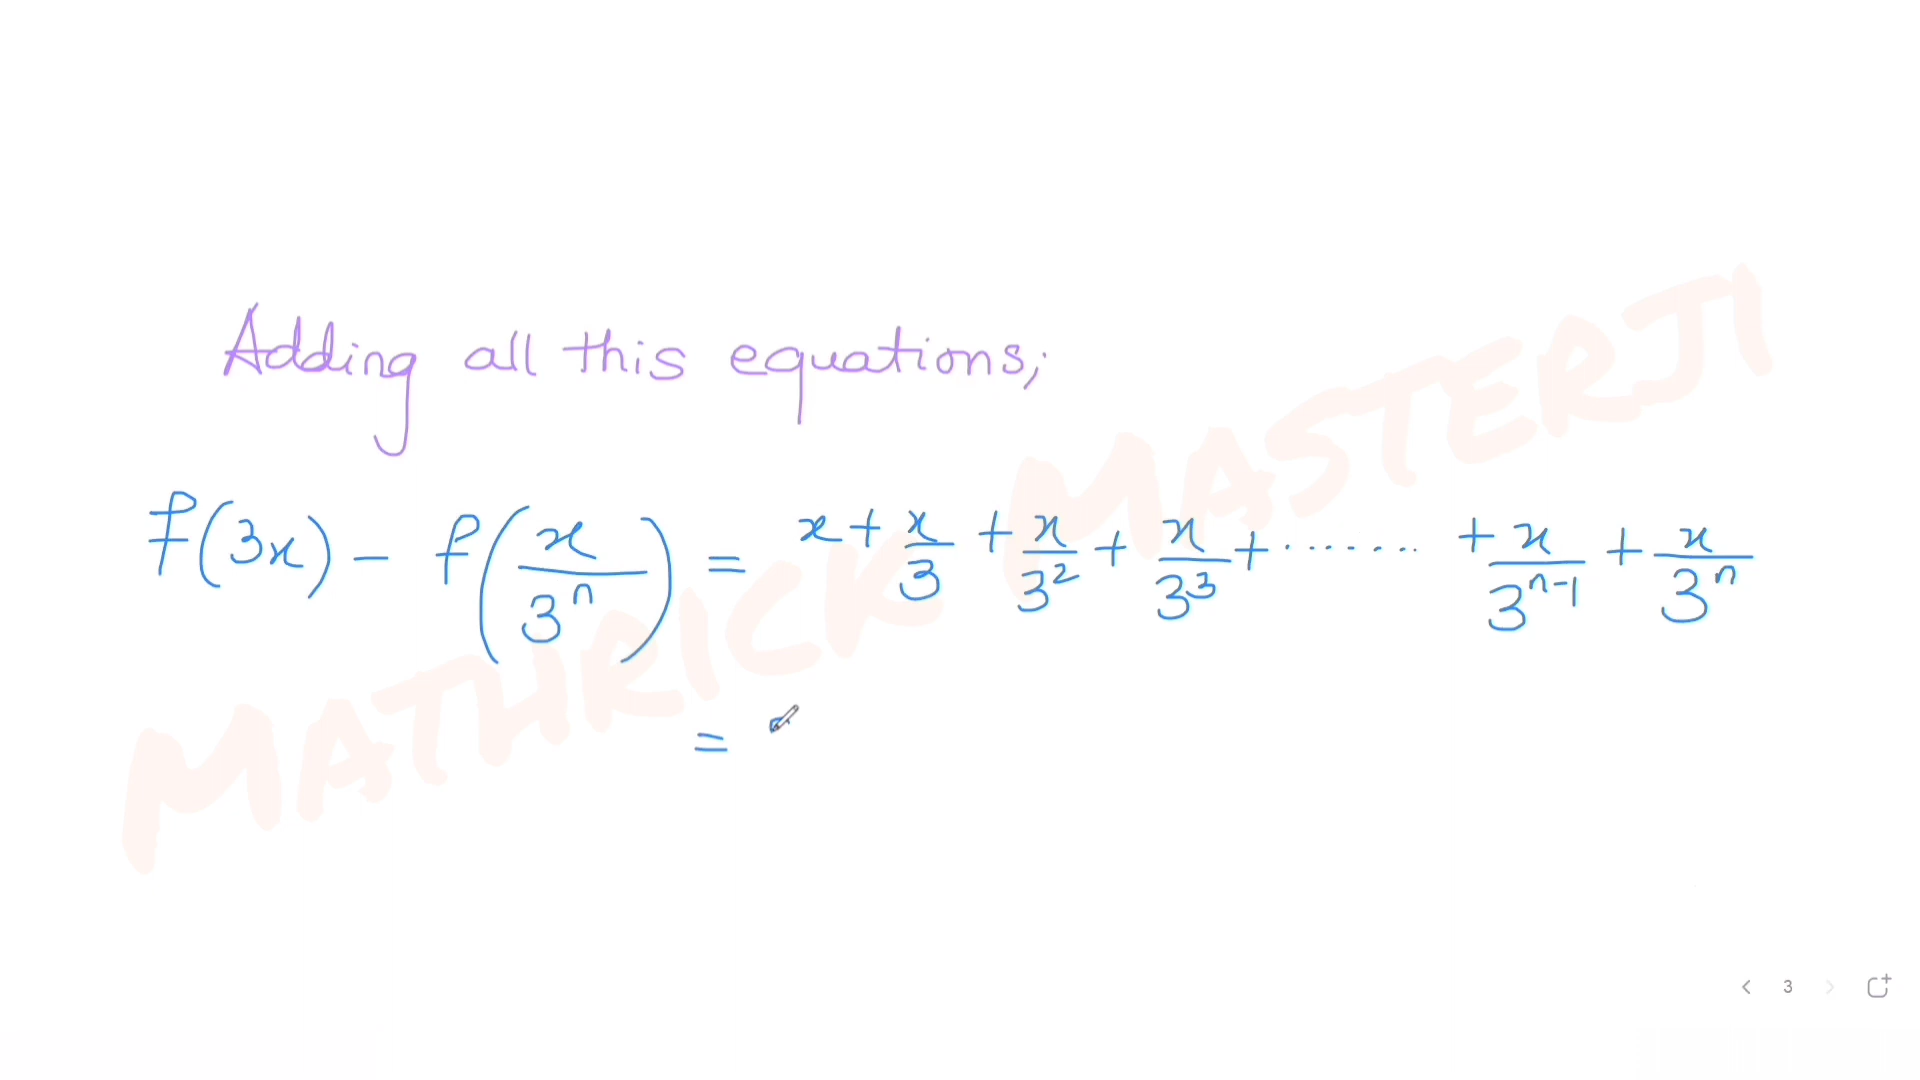 Adding all this equations;
f(3x) - f(x/3^n) = x + x/3 + x/3^2 + x/3^3 + ....... + x/3^(n-1) + x/3^n
=
MATHRICK MASTERJI
3